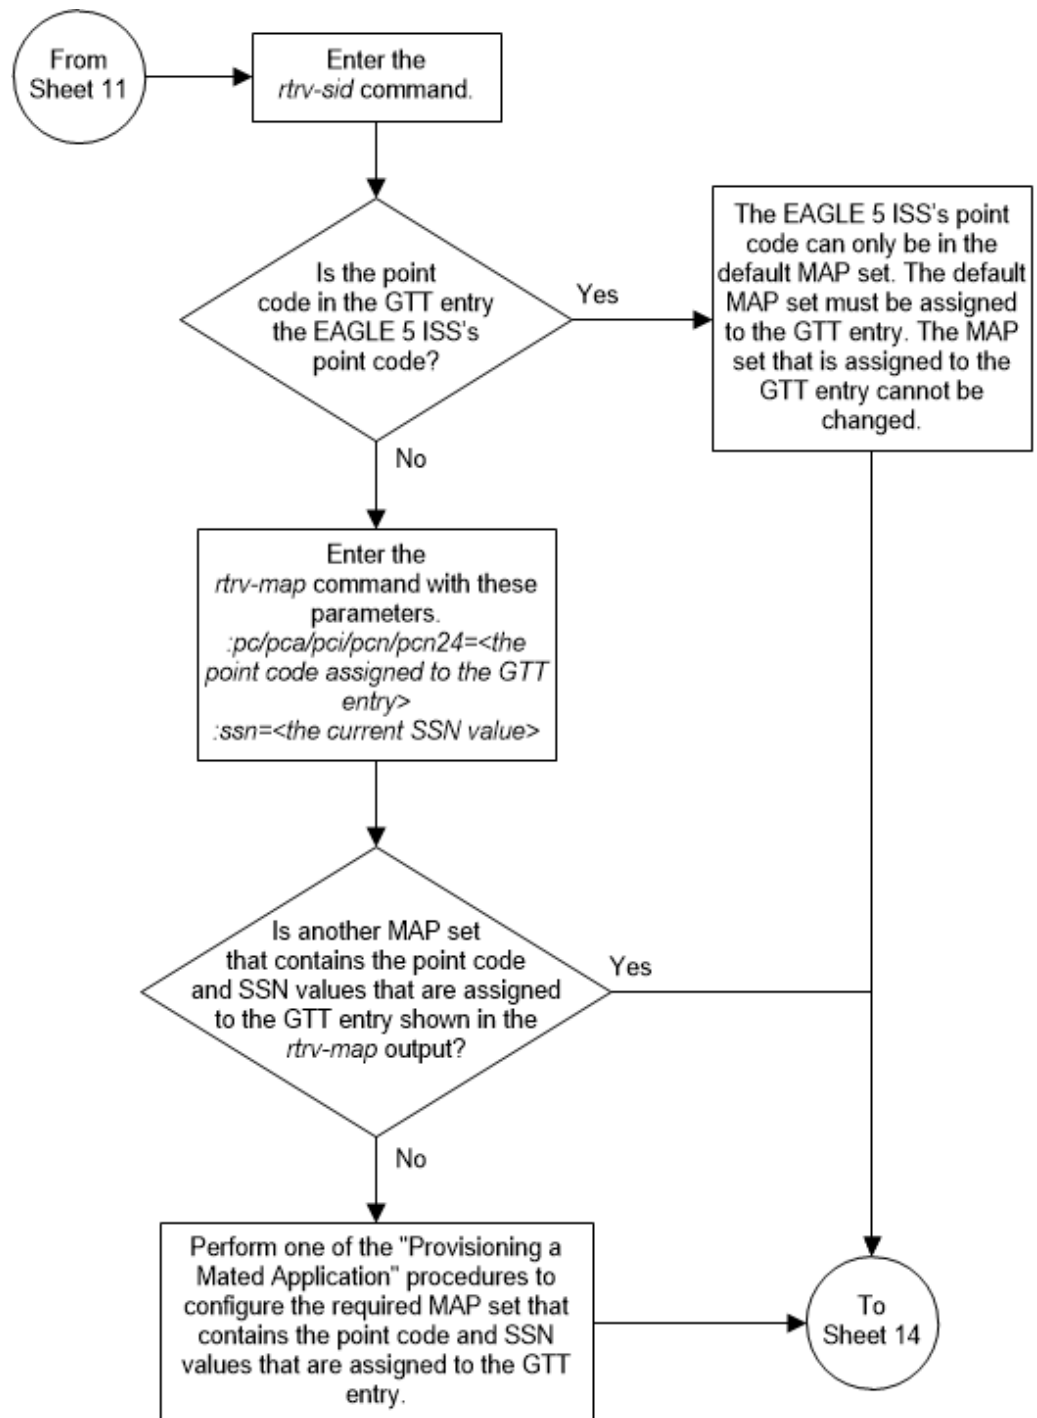 From
Sheet 11
Enter the
rtrv-sid command.
Is the point
code in the GTT entry
the EAGLE 5 ISS's
point code?
Yes
The EAGLE 5 ISS's point
code can only be in the
default MAP set. The default
MAP set must be assigned
to the GTT entry. The MAP
set that is assigned to the
GTT entry cannot be
changed.
No
Enter the
rtrv-map command with these
parameters.
:pc/pca/pci/pcn/pcn24=<the
point code assigned to the GTT
entry>
:ssn=<the current SSN value>
Is another MAP set
that contains the point code
and SSN values that are assigned
to the GTT entry shown in the
rtrv-map output?
Yes
No
Perform one of the "Provisioning a
Mated Application" procedures to
configure the required MAP set that
contains the point code and SSN
values that are assigned to the GTT
entry.
To
Sheet 14